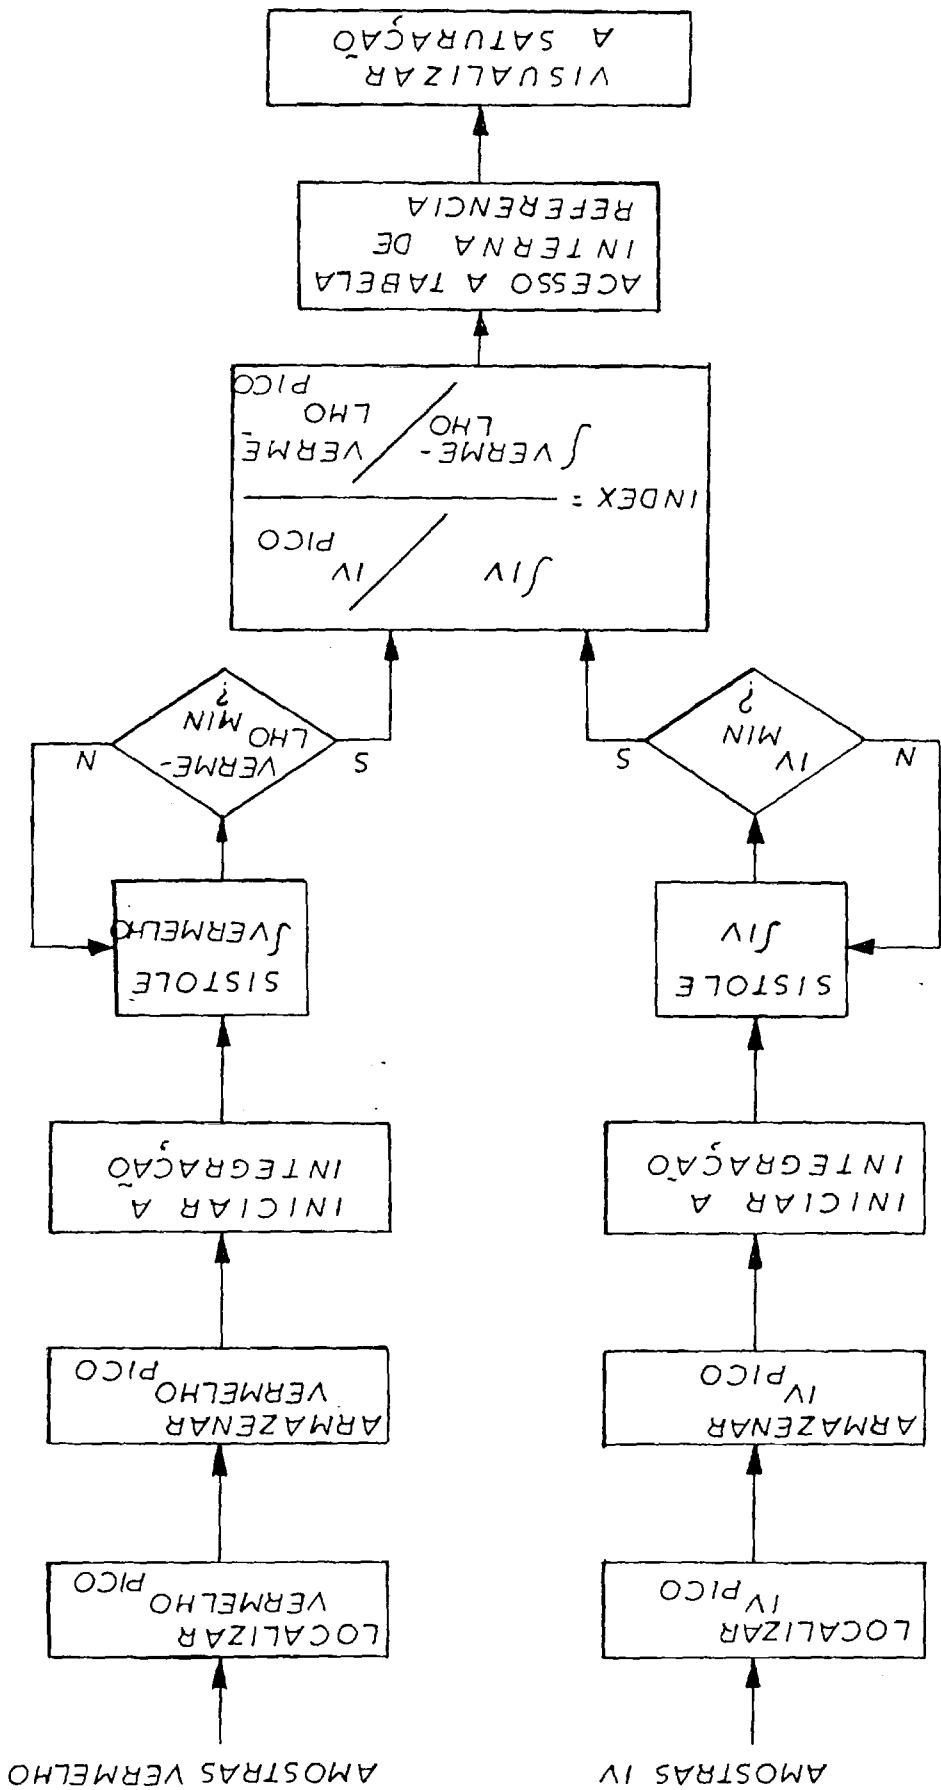 AMOSTRAS IV
AMOSTRAS VERMELHO
LOCALIZAR
IV PICO
LOCALIZAR
VERMELHO PICO
ARMAZENAR
IV PICO
ARMAZENAR
VERMELHO PICO
INICIAR A
INTEGRAÇÃO
INICIAR A
INTEGRAÇÃO
SISTOLE
∫IV
SISTOLE
∫VERMELHO
IV
MIN
?
N
S
VERME-
LHO
MIN
?
S
N
∫IV / IV PICO
INDEX =
∫VERME-
LHO
/
VERME-
LHO
PICO
ACESSO A TABELA
INTERNA DE
REFERENCIA
VISUALIZAR
A SATURAÇÃO